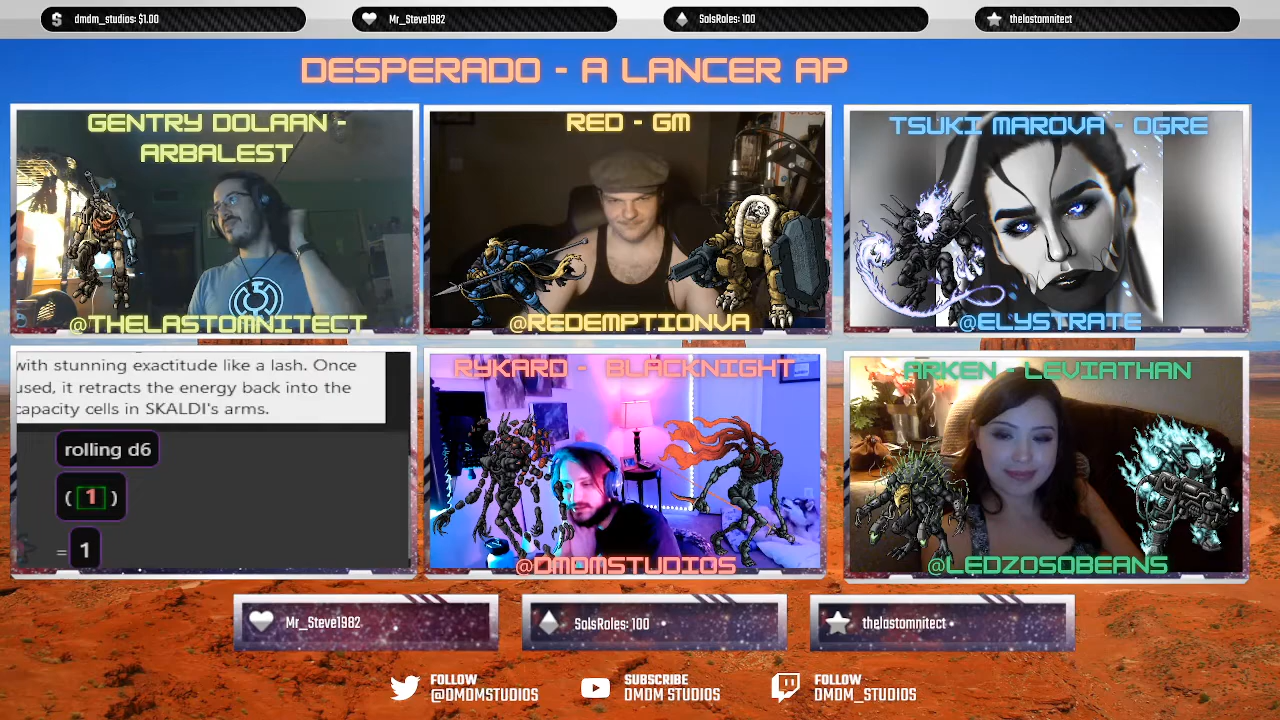 dmdm_studios: $1.00
Mr_Steve1982
SolsRoles: 100
thelastomnitect
DESPERADO - A LANCER AP
GENTRY DOLAAN -
ARBALEST
@THELASTOMNITECT
RED - GM
@REDEMPTIONVA
TSUKI MAROVA - OGRE
@ELYSTRATE
with stunning exactitude like a lash. Once
used, it retracts the energy back into the
capacity cells in SKALDI's arms.
rolling d6
( 1 )
= 1
RYKARD - BLACKNIGHT
@DMDMSTUDIOS
ARKEN - LEVIATHAN
@LEDZOSOBEANS
Mr_Steve1982
SolsRoles: 100
thelastomnitect
FOLLOW
@DMDMSTUDIOS
SUBSCRIBE
DMDM STUDIOS
FOLLOW
DMDM_STUDIOS